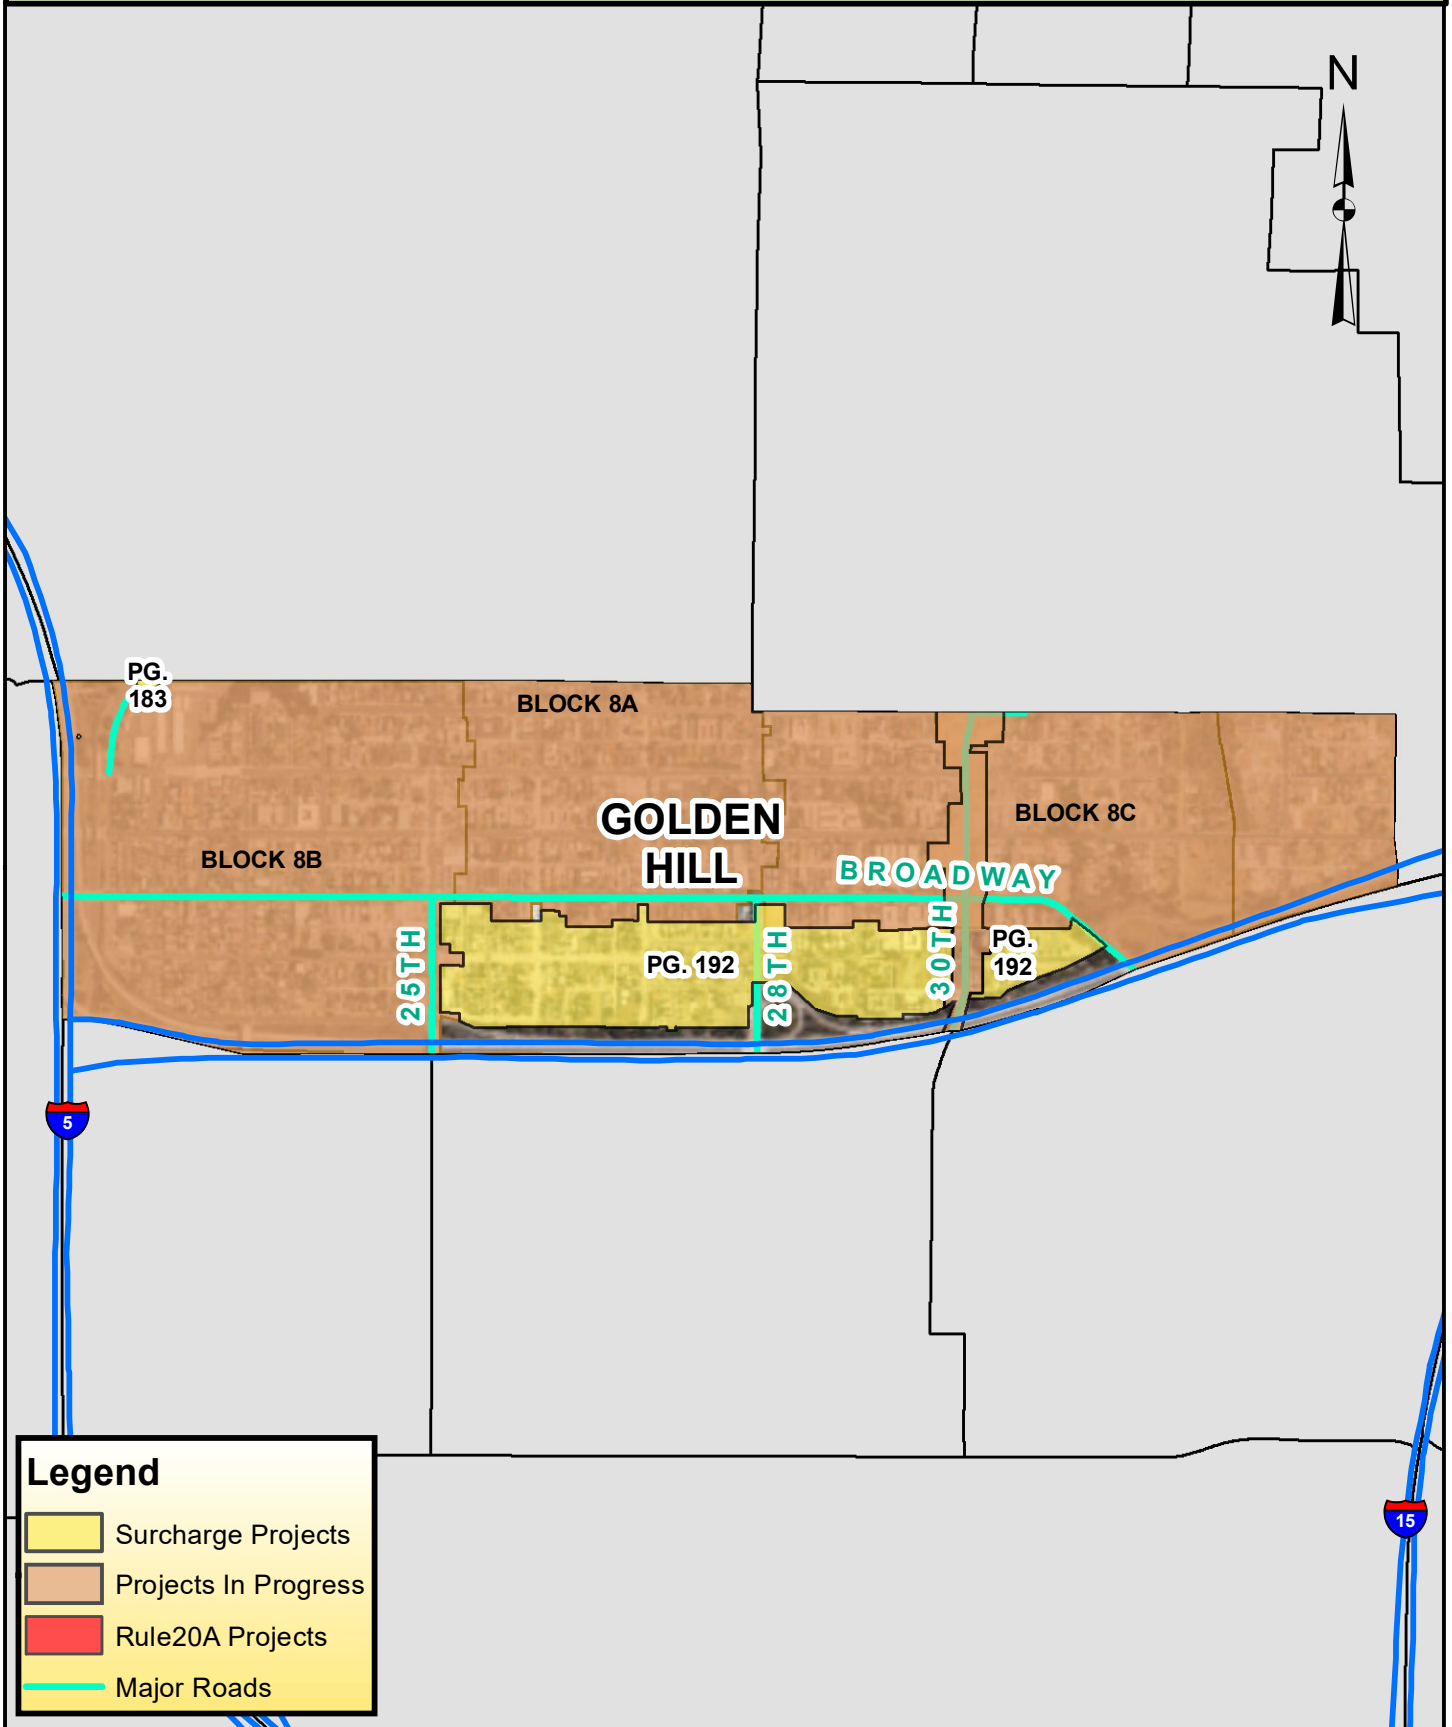 N
PG.
183
BLOCK 8A
GOLDEN
HILL
BLOCK 8C
BLOCK 8B
BROADWAY
25TH
PG. 192
28TH
30TH
PG.
192
5
15
Legend
Surcharge Projects
Projects In Progress
Rule20A Projects
Major Roads